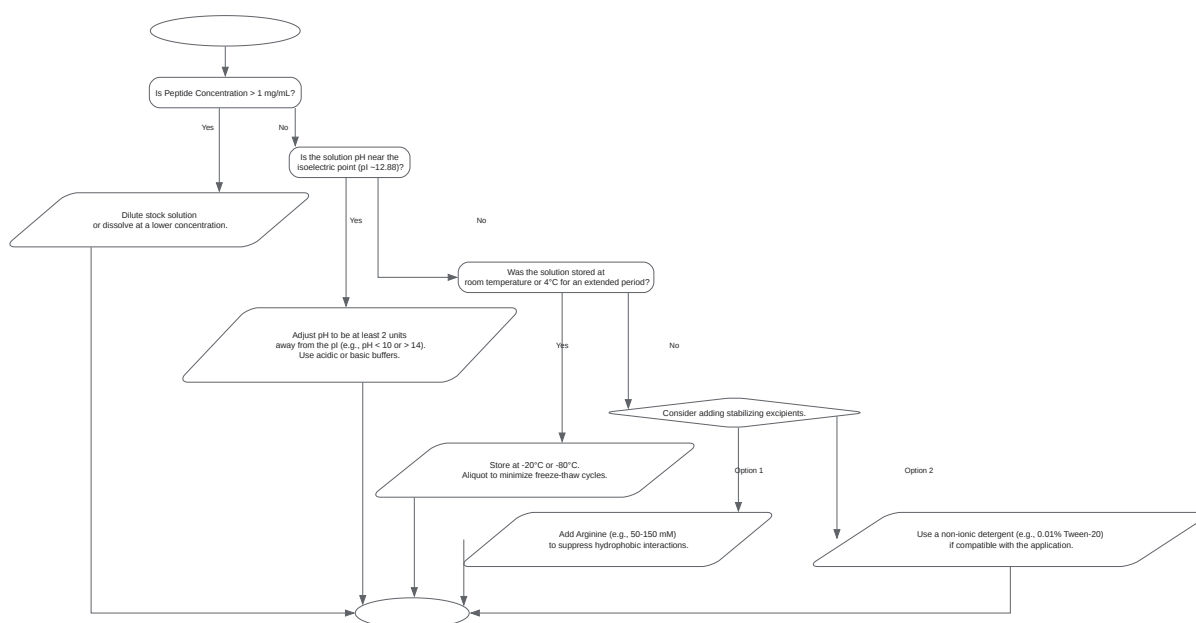 Is Peptide Concentration > 1 mg/mL?
Yes
No
Is the solution pH near the
isoelectric point (pI ~12.88)?
Dilute stock solution
or dissolve at a lower concentration.
Yes
No
Was the solution stored at
room temperature or 4°C for an extended period?
Adjust pH to be at least 2 units
away from the pI (e.g., pH < 10 or > 14).
Use acidic or basic buffers.
Yes
No
Consider adding stabilizing excipients.
Store at -20°C or -80°C.
Aliquot to minimize freeze-thaw cycles.
Option 1
Option 2
Add Arginine (e.g., 50-150 mM)
to suppress hydrophobic interactions.
Use a non-ionic detergent (e.g., 0.01% Tween-20)
if compatible with the application.